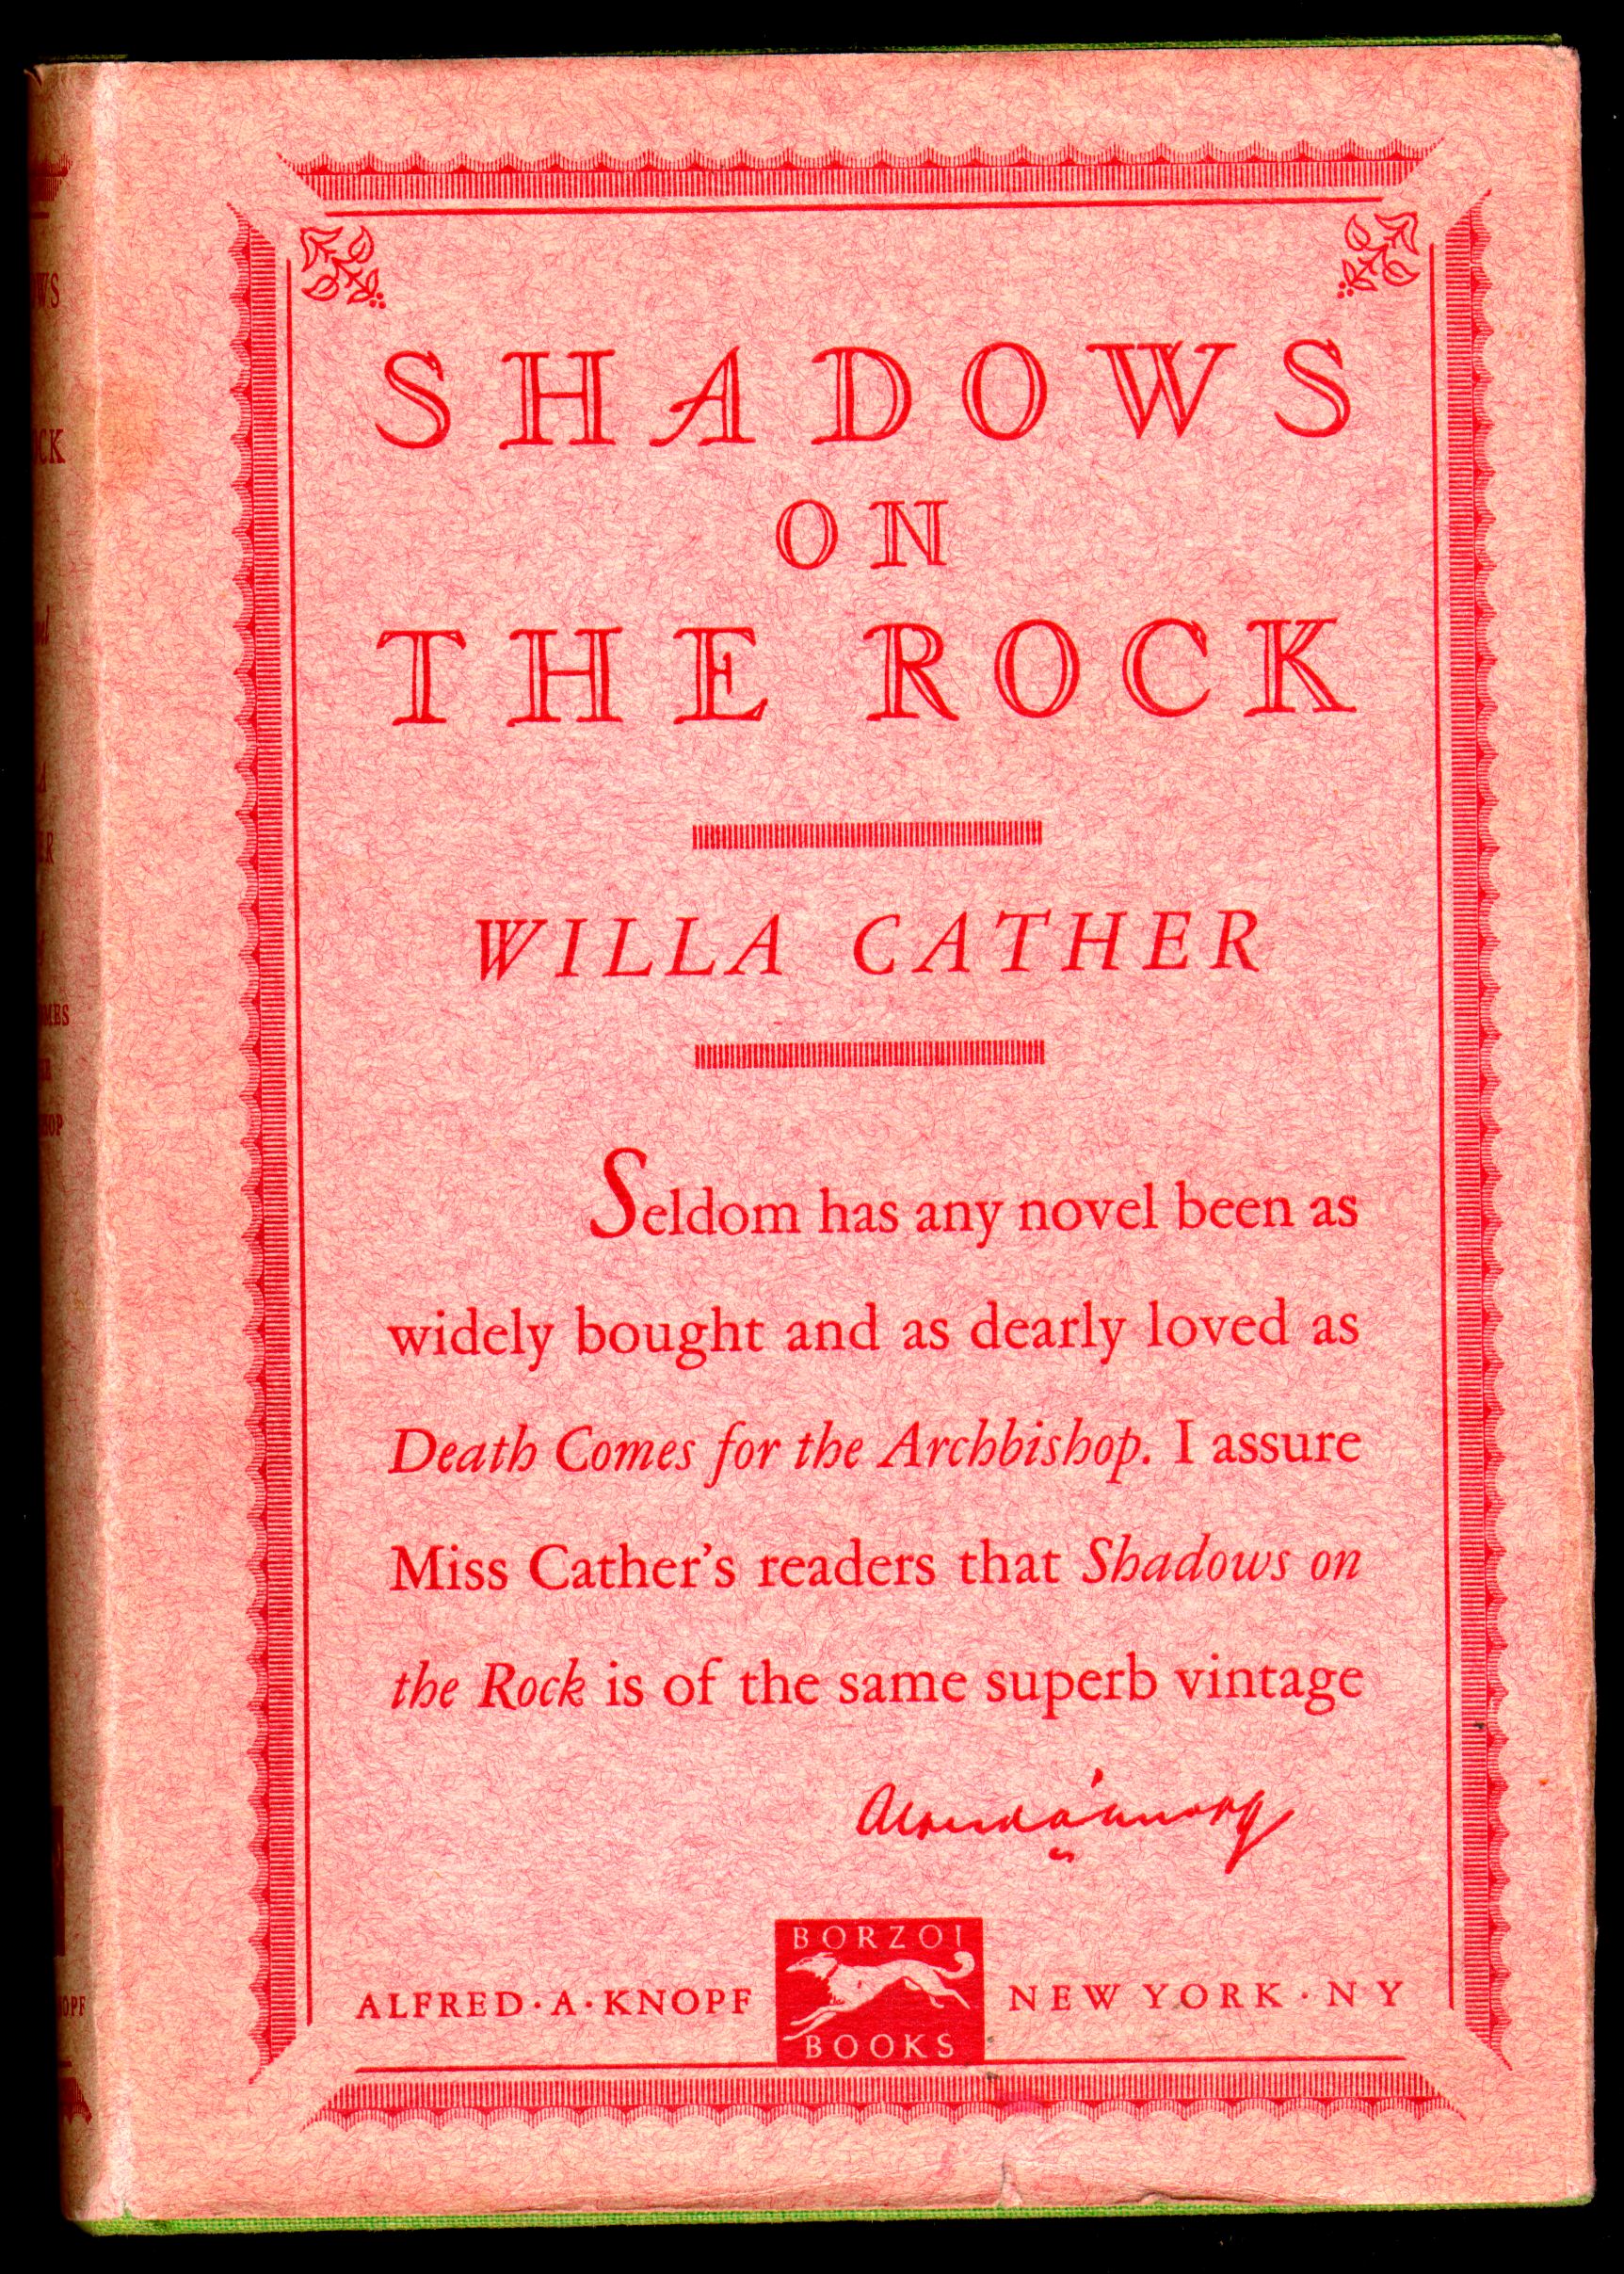 SHADOWS
ON
THE ROCK
WILLA CATHER
Seldom has any novel been as
widely bought and as dearly loved as
Death Comes for the Archbishop. I assure
Miss Cather's readers that Shadows on
the Rock is of the same superb vintage
BORZOI
ALFRED·A·KNOPF
NEW YORK·NY
BOOKS